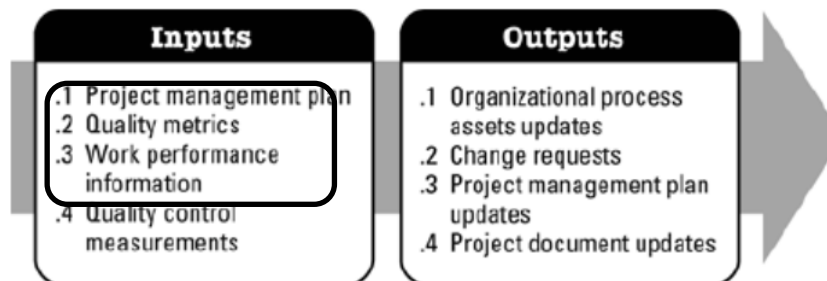 Inputs
.1 Project management plan
.2 Quality metrics
.3 Work performance
information
.4 Quality control
measurements
Outputs
.1 Organizational process
assets updates
.2 Change requests
.3 Project management plan
updates
.4 Project document updates